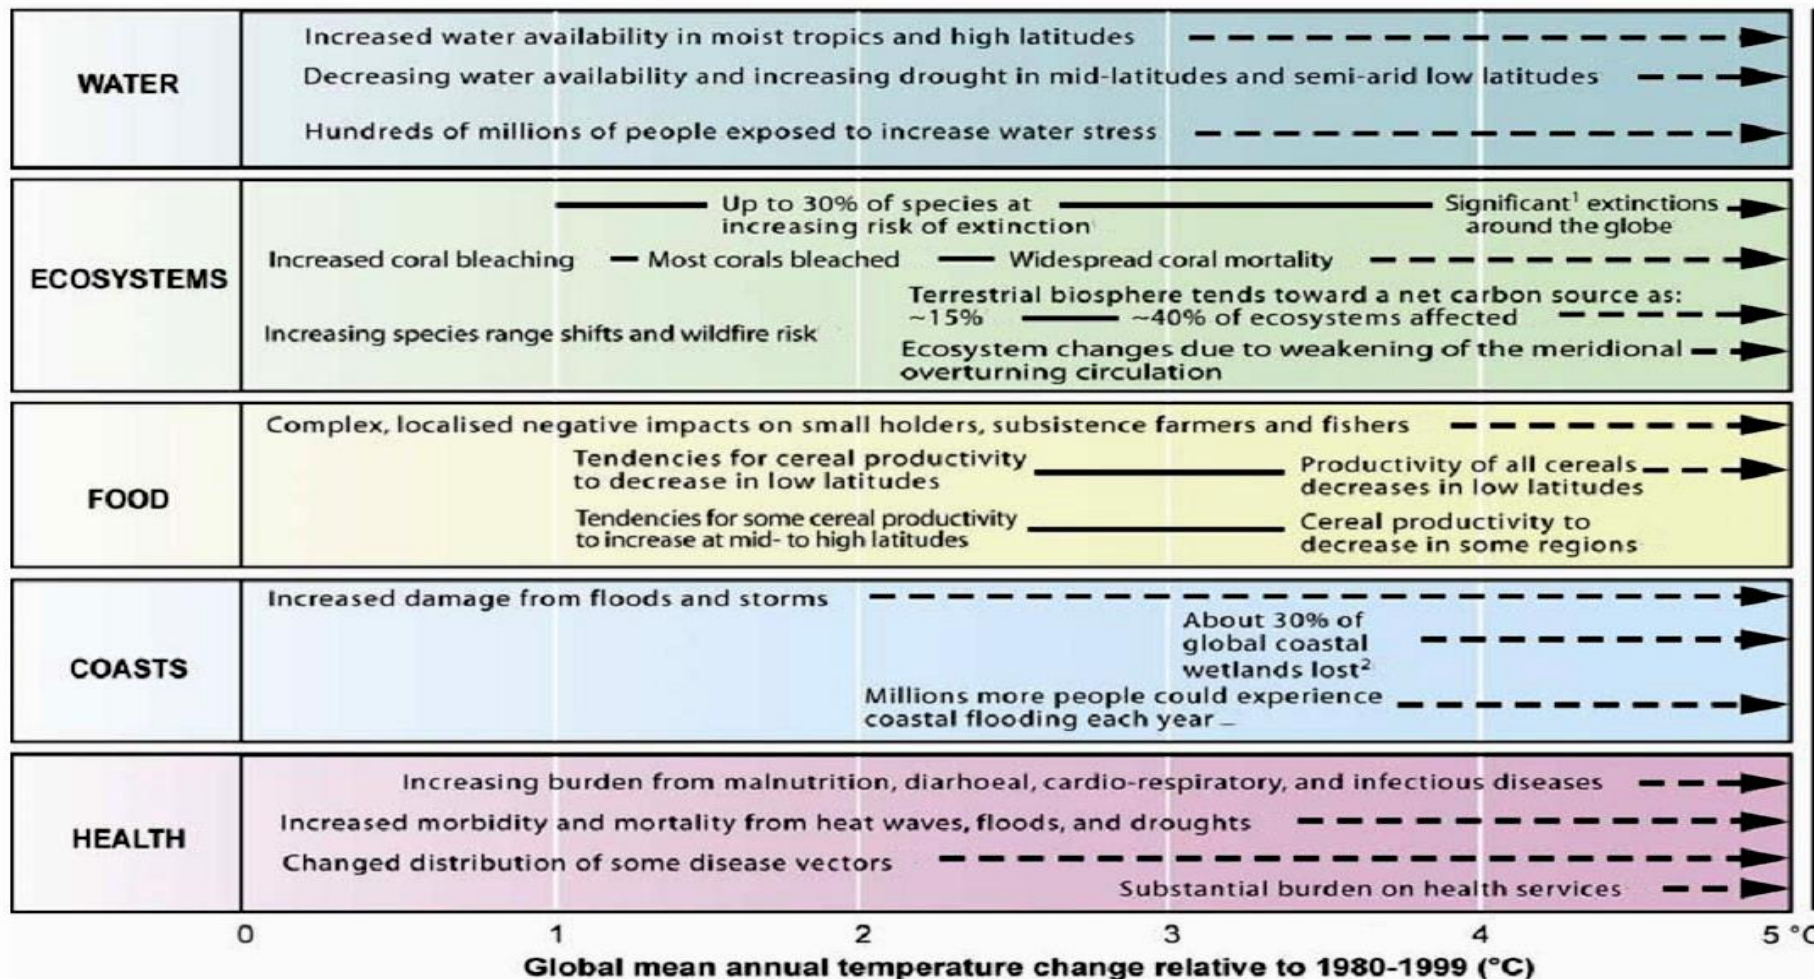 WATER
Increased water availability in moist tropics and high latitudes
Decreasing water availability and increasing drought in mid-latitudes and semi-arid low latitudes
Hundreds of millions of people exposed to increase water stress
ECOSYSTEMS
Up to 30% of species at
increasing risk of extinction
Significant¹ extinctions
around the globe
Increased coral bleaching
Most corals bleached
Widespread coral mortality
Terrestrial biosphere tends toward a net carbon source as:
~15%
~40% of ecosystems affected
Increasing species range shifts and wildfire risk
Ecosystem changes due to weakening of the meridional
overturning circulation
FOOD
Complex, localised negative impacts on small holders, subsistence farmers and fishers
Tendencies for cereal productivity
to decrease in low latitudes
Productivity of all cereals
decreases in low latitudes
Tendencies for some cereal productivity
to increase at mid- to high latitudes
Cereal productivity to
decrease in some regions
COASTS
Increased damage from floods and storms
About 30% of
global coastal
wetlands lost²
Millions more people could experience
coastal flooding each year
HEALTH
Increasing burden from malnutrition, diarhoeal, cardio-respiratory, and infectious diseases
Increased morbidity and mortality from heat waves, floods, and droughts
Changed distribution of some disease vectors
Substantial burden on health services
0 1 2 3 4 5 °C
Global mean annual temperature change relative to 1980-1999 (°C)